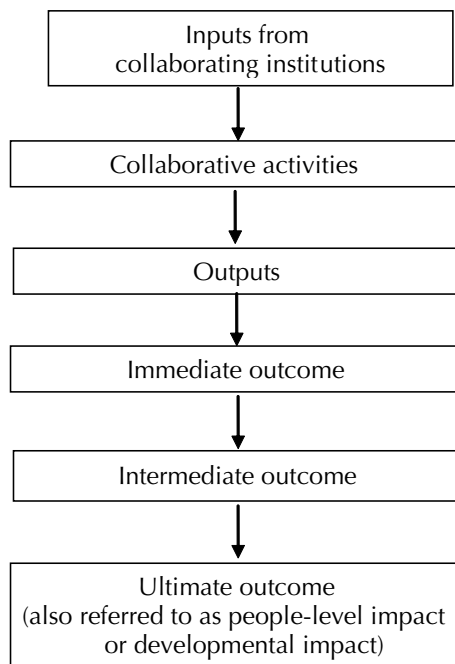 Inputs from
collaborating institutions
Collaborative activities
Outputs
Immediate outcome
Intermediate outcome
Ultimate outcome
(also referred to as people-level impact
or developmental impact)